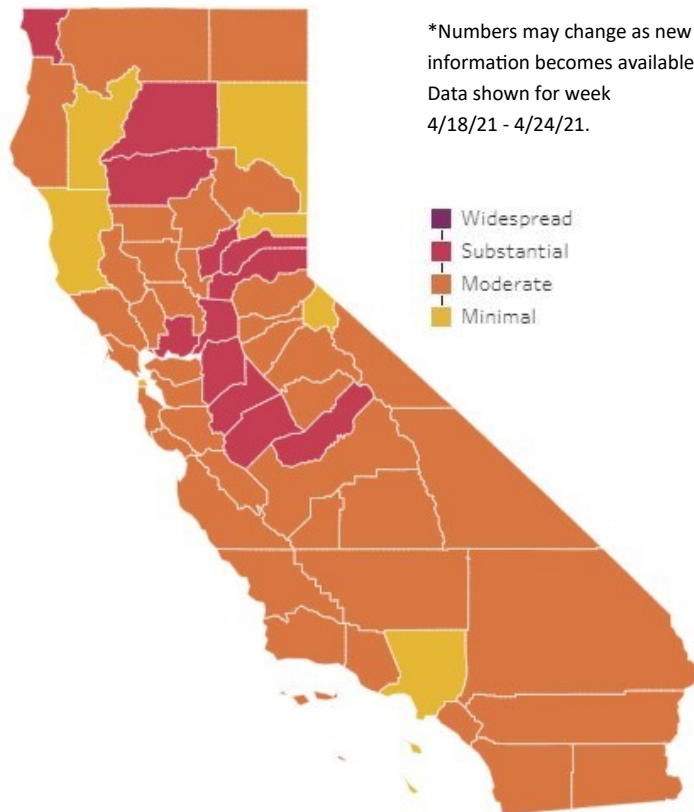 *Numbers may change as new
information becomes available
Data shown for week
4/18/21 - 4/24/21.
Widespread
Substantial
Moderate
Minimal